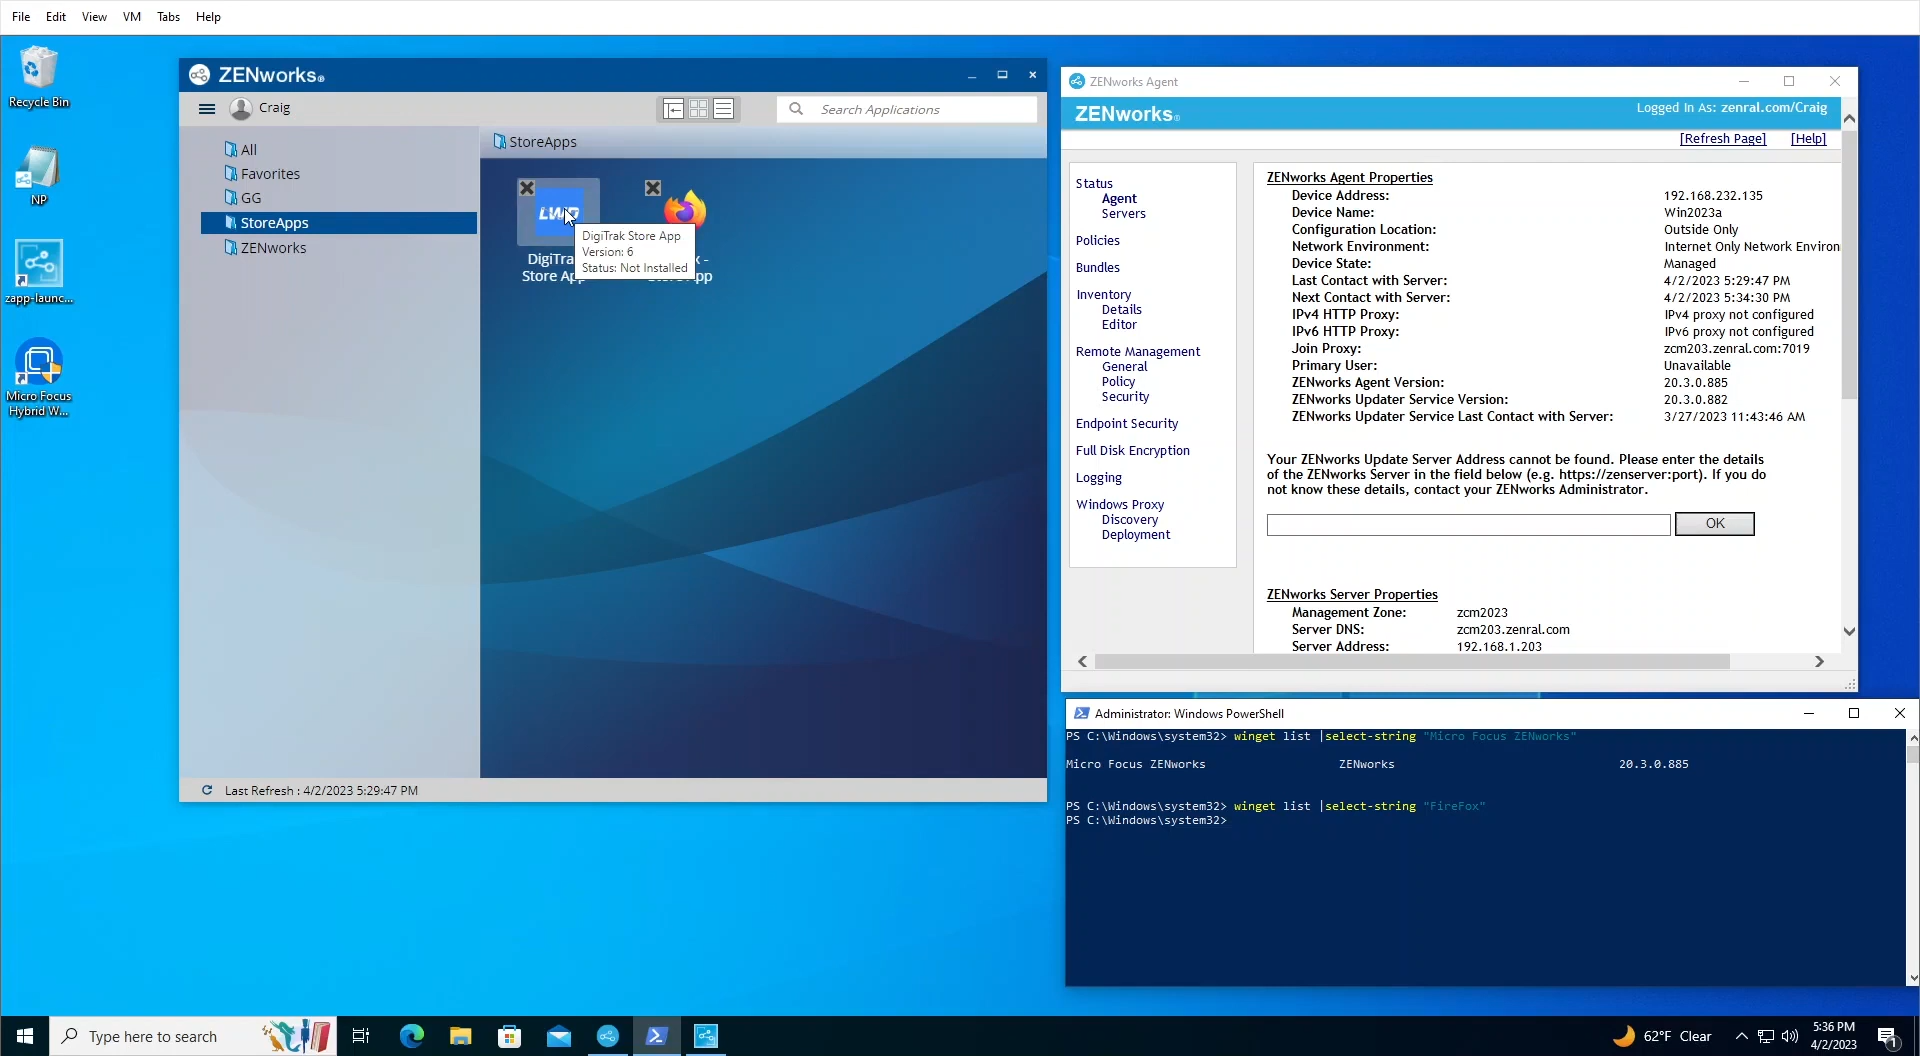 File Edit View VM Tabs Help
Recycle Bin
NP
zapp-launc...
Micro Focus
Hybrid W...
ZENworks®
Craig
Search Applications
All
Favorites
GG
StoreApps
ZENworks
StoreApps
LWD
DigiTra
Store Ap
x -
App
DigiTrak Store App
Version: 6
Status: Not Installed
Last Refresh : 4/2/2023 5:29:47 PM
ZENworks Agent
ZENworks®
Logged In As: zenral.com/Craig
[Refresh Page] [Help]
Status
Agent
Servers
Policies
Bundles
Inventory
Details
Editor
Remote Management
General
Policy
Security
Endpoint Security
Full Disk Encryption
Logging
Windows Proxy
Discovery
Deployment
ZENworks Agent Properties
Device Address: 192.168.232.135
Device Name: Win2023a
Configuration Location: Outside Only
Network Environment: Internet Only Network Environ
Device State: Managed
Last Contact with Server: 4/2/2023 5:29:47 PM
Next Contact with Server: 4/2/2023 5:34:30 PM
IPv4 HTTP Proxy: IPv4 proxy not configured
IPv6 HTTP Proxy: IPv6 proxy not configured
Join Proxy: zcm203.zenral.com:7019
Primary User: Unavailable
ZENworks Agent Version: 20.3.0.885
ZENworks Updater Service Version: 20.3.0.882
ZENworks Updater Service Last Contact with Server: 3/27/2023 11:43:46 AM
Your ZENworks Update Server Address cannot be found. Please enter the details
of the ZENworks Server in the field below (e.g. https://zenserver:port). If you do
not know these details, contact your ZENworks Administrator.
OK
ZENworks Server Properties
Management Zone: zcm2023
Server DNS: zcm203.zenral.com
Server Address: 192.168.1.203
Administrator: Windows PowerShell
PS C:\Windows\system32> winget list |select-string "Micro Focus ZENworks"
Micro Focus ZENworks ZENworks 20.3.0.885
PS C:\Windows\system32> winget list |select-string "FireFox"
PS C:\Windows\system32>
Type here to search
62°F Clear
5:36 PM
4/2/2023
1